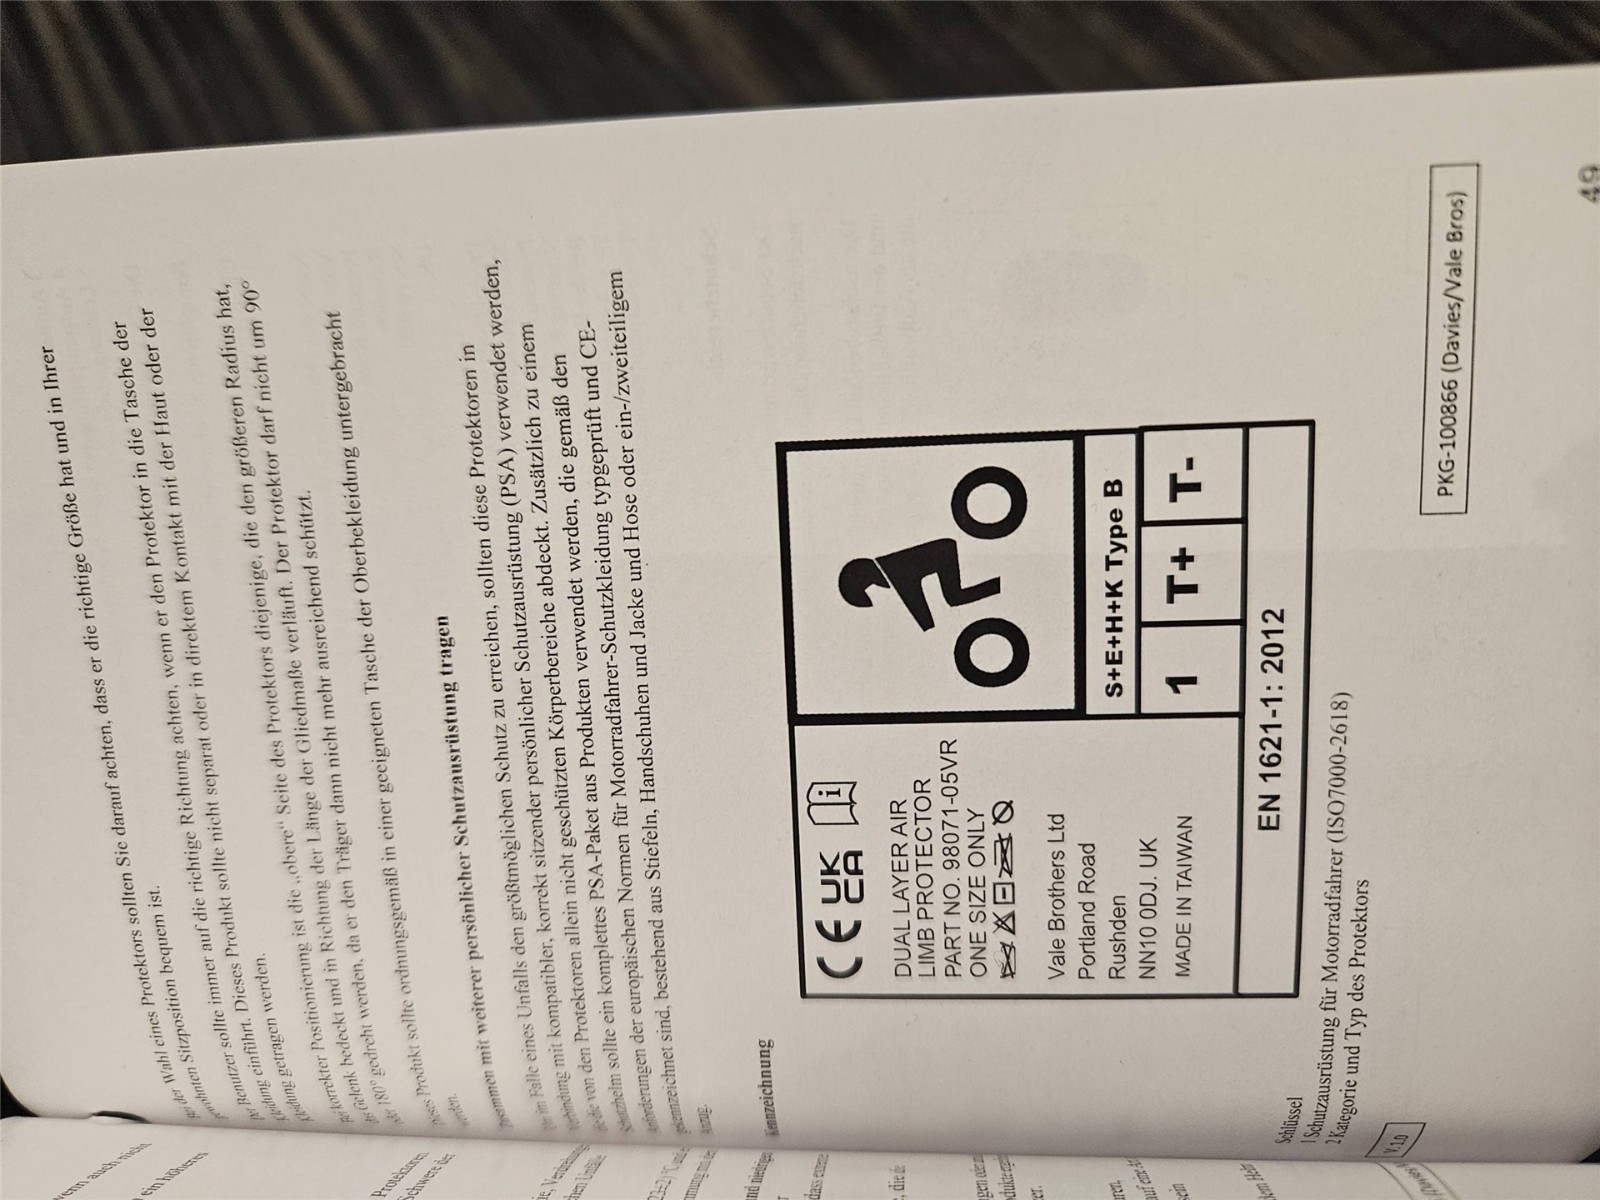 der Wahl eines Protektors sollten Sie darauf achten, dass er die richtige Größe hat und in Ihrer
gewohnten Sitzposition bequem ist.
Benutzer sollte immer auf die richtige Richtung achten, wenn er den Protektor in die Tasche der
Kleidung einführt. Dieses Produkt sollte nicht separat oder in direktem Kontakt mit der Haut oder der
Kleidung getragen werden.
korrekter Positionierung ist die „obere“ Seite des Protektors diejenige, die den größeren Radius hat,
Gelenk bedeckt und in Richtung der Länge der Gliedmaße verläuft. Der Protektor darf nicht um 90°
der 180° gedreht werden, da er den Träger dann nicht mehr ausreichend schützt.
Dieses Produkt sollte ordnungsgemäß in einer geeigneten Tasche der Oberbekleidung untergebracht
werden.
Zusammen mit weiterer persönlicher Schutzausrüstung tragen
im Falle eines Unfalls den größtmöglichen Schutz zu erreichen, sollten diese Protektoren in
Verbindung mit kompatibler, korrekt sitzender persönlicher Schutzausrüstung (PSA) verwendet werden,
die die von den Protektoren allein nicht geschützten Körperbereiche abdeckt. Zusätzlich zu einem
Schutzhelm sollte ein komplettes PSA-Paket aus Produkten verwendet werden, die gemäß den
Anforderungen der europäischen Normen für Motorradfahrer-Schutzkleidung typgeprüft und CE-
gekennzeichnet sind, bestehend aus Stiefeln, Handschuhen und Jacke und Hose oder ein-/zweiteiligem
Anzug.
Kennzeichnung
CE UK CA i
DUAL LAYER AIR
LIMB PROTECTOR
PART NO. 98071-05VR
ONE SIZE ONLY
Vale Brothers Ltd
Portland Road
Rushden
NN10 0DJ. UK
MADE IN TAIWAN
S+E+H+K Type B
1 T+ T-
EN 1621-1: 2012
Schlüssel
1 Schutzausrüstung für Motorradfahrer (ISO7000-2618)
2 Kategorie und Typ des Protektors
V.1.0
PKG-100866 (Davies/Vale Bros)
49